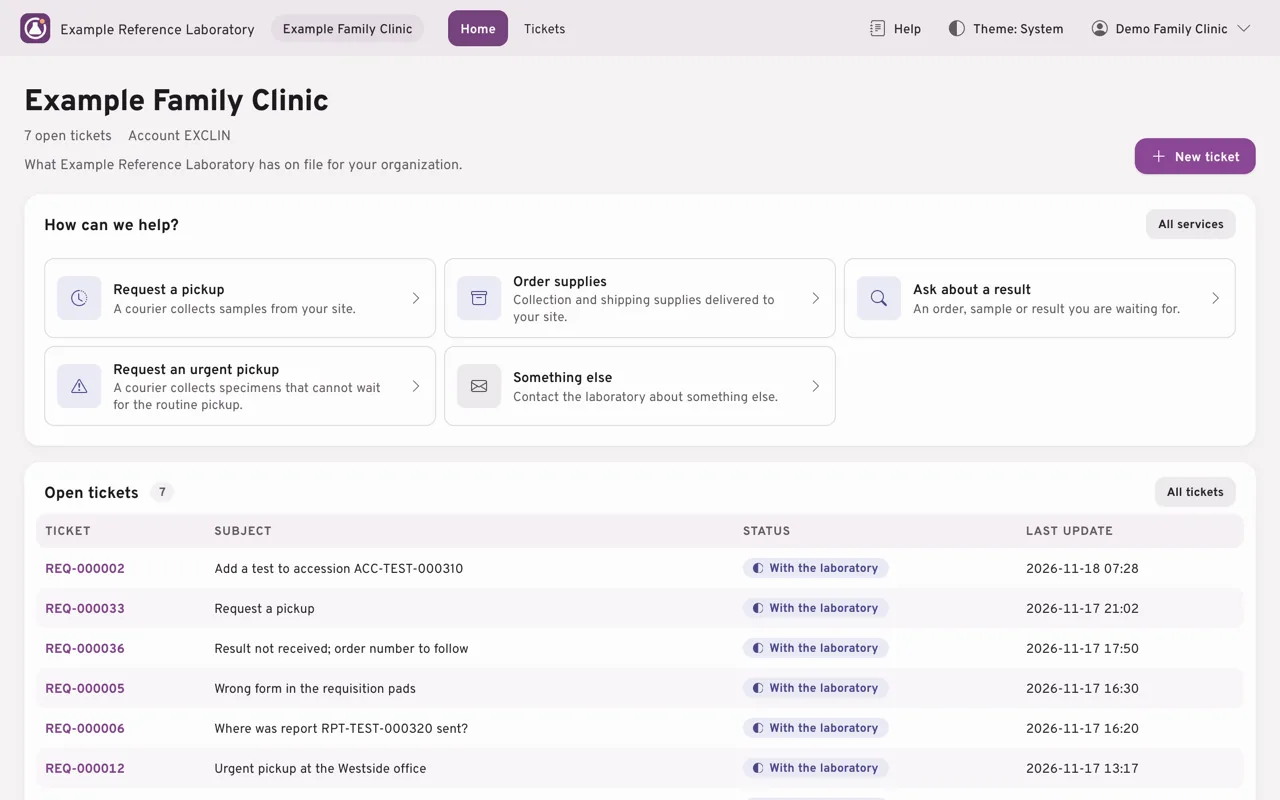 Example Reference Laboratory
Example Family Clinic
Home
Tickets
Help
Theme: System
Demo Family Clinic
Example Family Clinic
7 open tickets
Account EXCLIN
What Example Reference Laboratory has on file for your organization.
New ticket
How can we help?
All services
Request a pickup
A courier collects samples from your site.
Order supplies
Collection and shipping supplies delivered to
your site.
Ask about a result
An order, sample or result you are waiting for.
Request an urgent pickup
A courier collects specimens that cannot wait
for the routine pickup.
Something else
Contact the laboratory about something else.
Open tickets 7
All tickets
TICKET SUBJECT STATUS LAST UPDATE
REQ-000002 Add a test to accession ACC-TEST-000310 With the laboratory 2026-11-18 07:28
REQ-000033 Request a pickup With the laboratory 2026-11-17 21:02
REQ-000036 Result not received; order number to follow With the laboratory 2026-11-17 17:50
REQ-000005 Wrong form in the requisition pads With the laboratory 2026-11-17 16:30
REQ-000006 Where was report RPT-TEST-000320 sent? With the laboratory 2026-11-17 16:20
REQ-000012 Urgent pickup at the Westside office With the laboratory 2026-11-17 13:17